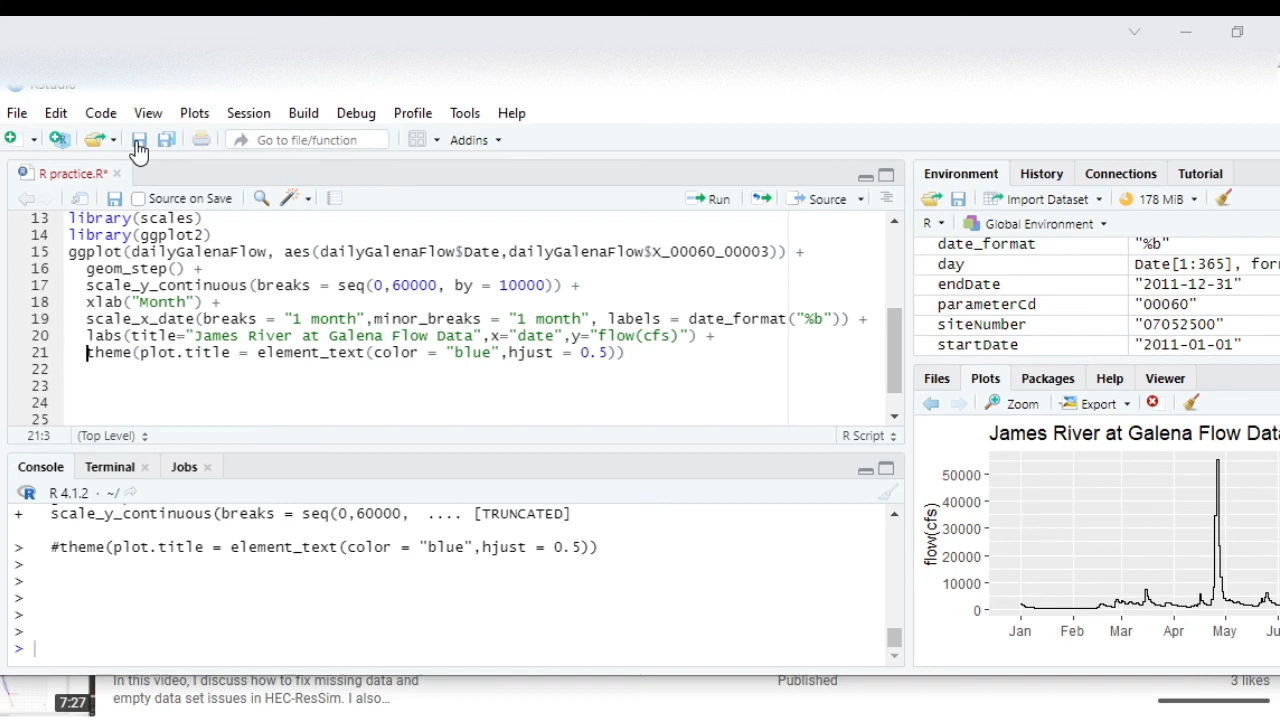 RStudio
File Edit Code View Plots Session Build Debug Profile Tools Help
Go to file/function Addins
R practice.R*
Source on Save Run Source
13 library(scales)
14 library(ggplot2)
15 ggplot(dailyGalenaFlow, aes(dailyGalenaFlow$Date,dailyGalenaFlow$X_00060_00003)) +
16 geom_step() +
17 scale_y_continuous(breaks = seq(0,60000, by = 10000)) +
18 xlab("Month") +
19 scale_x_date(breaks = "1 month",minor_breaks = "1 month", labels = date_format("%b")) +
20 labs(title="James River at Galena Flow Data",x="date",y="flow(cfs)") +
21 theme(plot.title = element_text(color = "blue",hjust = 0.5))
22
23
24
25
21:3 (Top Level) R Script
Console Terminal Jobs
R 4.1.2 · ~/
+ scale_y_continuous(breaks = seq(0,60000, .... [TRUNCATED]
> #theme(plot.title = element_text(color = "blue",hjust = 0.5))
>
>
>
>
>
>
Environment History Connections Tutorial
Import Dataset 178 MiB
R Global Environment
date_format "%b"
day Date[1:365], for
endDate "2011-12-31"
parameterCd "00060"
siteNumber "07052500"
startDate "2011-01-01"
Files Plots Packages Help Viewer
Zoom Export
James River at Galena Flow Dat
flow(cfs)
50000
40000
30000
20000
10000
0
Jan Feb Mar Apr May Ju
7:27
In this video, I discuss how to fix missing data and
empty data set issues in HEC-ResSim. I also...
Published
3 likes